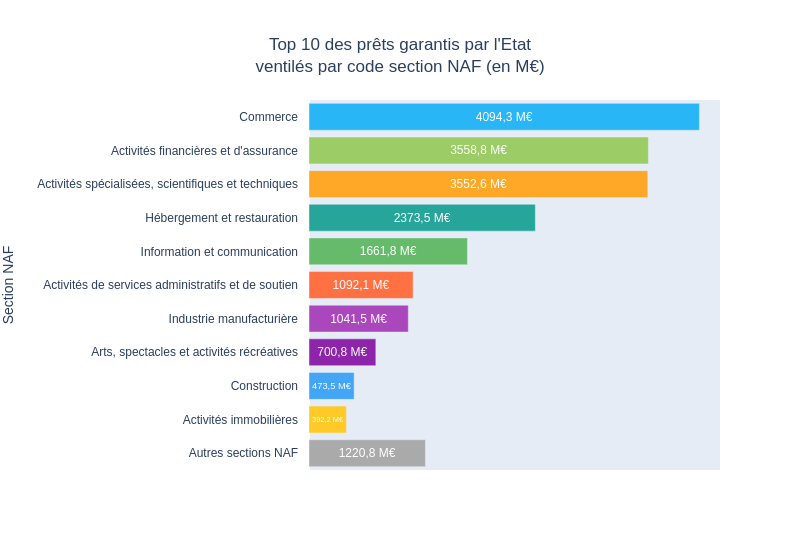 Top 10 des prêts garantis par l'Etat
ventilés par code section NAF (en M€)
Section NAF
Commerce 4094,3 M€
Activités financières et d'assurance 3558,8 M€
Activités spécialisées, scientifiques et techniques 3552,6 M€
Hébergement et restauration 2373,5 M€
Information et communication 1661,8 M€
Activités de services administratifs et de soutien 1092,1 M€
Industrie manufacturière 1041,5 M€
Arts, spectacles et activités récréatives 700,8 M€
Construction 473,5 M€
Activités immobilières 392,2 M€
Autres sections NAF 1220,8 M€